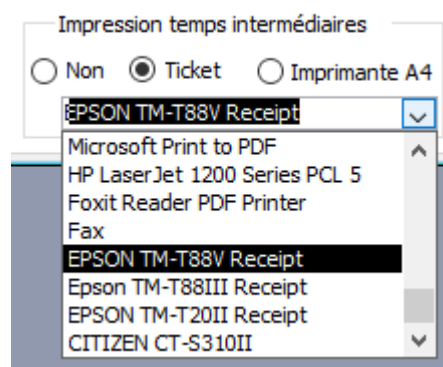 Impression temps intermédiaires
Non Ticket Imprimante A4
EPSON TM-T88V Receipt
Microsoft Print to PDF
HP LaserJet 1200 Series PCL 5
Foxit Reader PDF Printer
Fax
EPSON TM-T88V Receipt
Epson TM-T88III Receipt
EPSON TM-T20II Receipt
CITIZEN CT-S310II